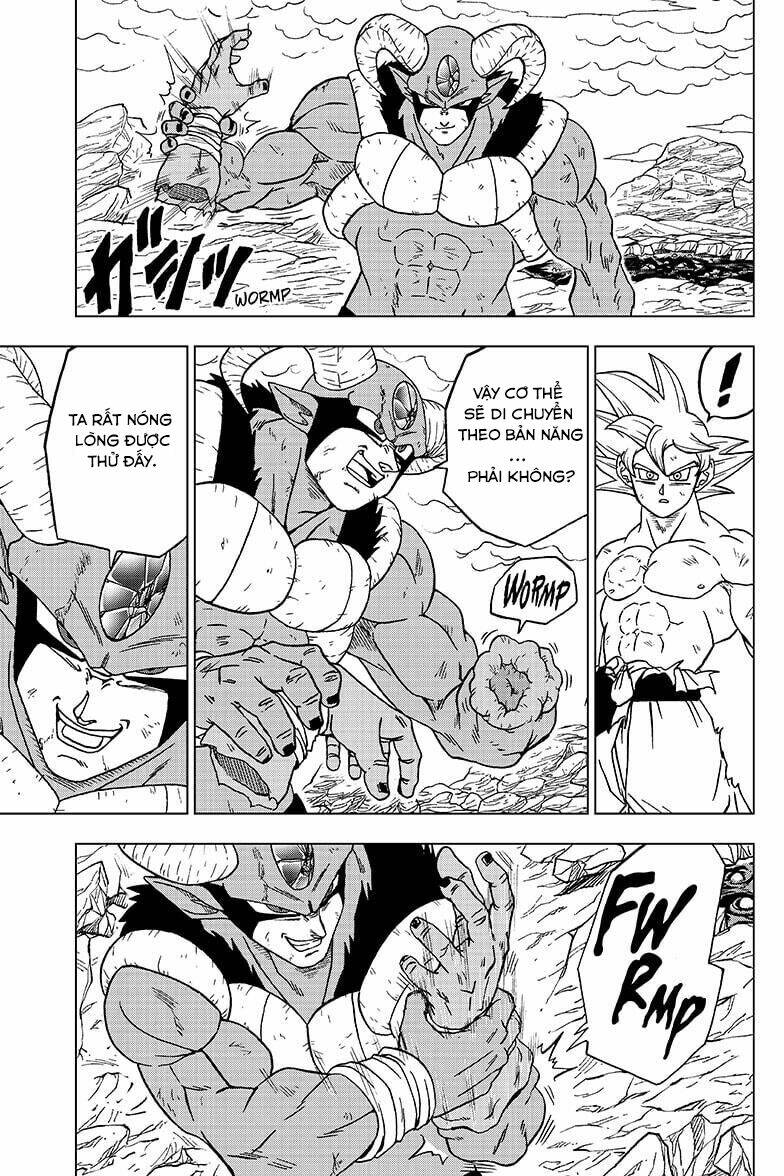 ガシッ
WORMP
!
VẬY CƠ THỂ
SẼ DI CHUYỂN
THEO BẢN NĂNG
...
PHẢI KHÔNG?
WORMP
TA RẤT NÓNG
LÒNG ĐƯỢC
THỬ ĐẤY.
FW
RMP